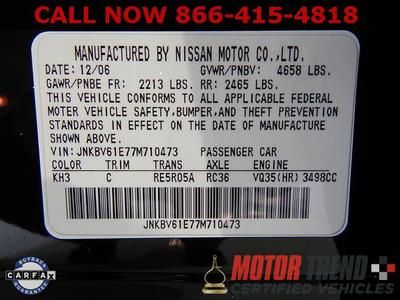 CALL NOW 866-415-4818
MANUFACTURED BY NISSAN MOTOR CO.,LTD.
DATE: 12/06 GVWR/PNBV: 4658 LBS.
GAWR/PNBE FR: 2213 LBS. RR: 2465 LBS.
THIS VEHICLE CONFORMS TO ALL APPLICABLE FEDERAL
MOTOR VEHICLE SAFETY, BUMPER, AND THEFT PREVENTION
STANDARDS IN EFFECT ON THE DATE OF MANUFACTURE
SHOWN ABOVE.
VIN: JNKBV61E77M710473 PASSENGER CAR
COLOR TRIM TRANS AXLE ENGINE
KH3 C RE5R05A RC36 VQ35(HR) 3498CC
JNKBV61E77M710473
BUYBACK
GUARANTEE
CARFAX
MOTOR TREND
CERTIFIED VEHICLES